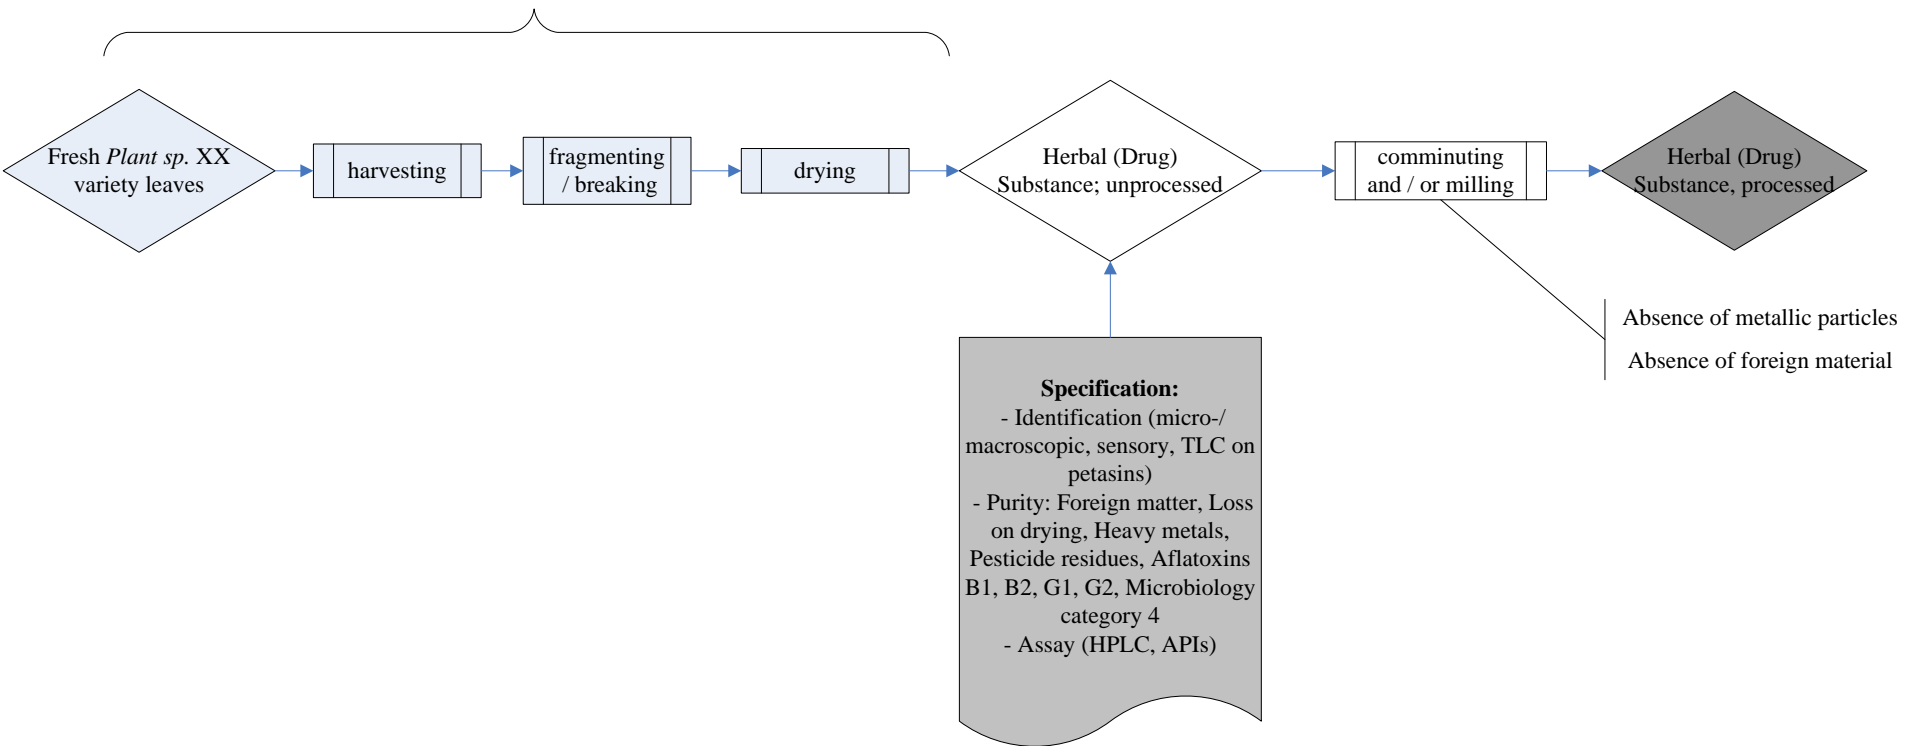 Fresh Plant sp. XX
variety leaves
harvesting
fragmenting
/ breaking
drying
Herbal (Drug)
Substance; unprocessed
comminuting
and / or milling
Herbal (Drug)
Substance, processed
Absence of metallic particles
Absence of foreign material
Specification:
- Identification (micro-/
macroscopic, sensory, TLC on
petasins)
- Purity: Foreign matter, Loss
on drying, Heavy metals,
Pesticide residues, Aflatoxins
B1, B2, G1, G2, Microbiology
category 4
- Assay (HPLC, APIs)